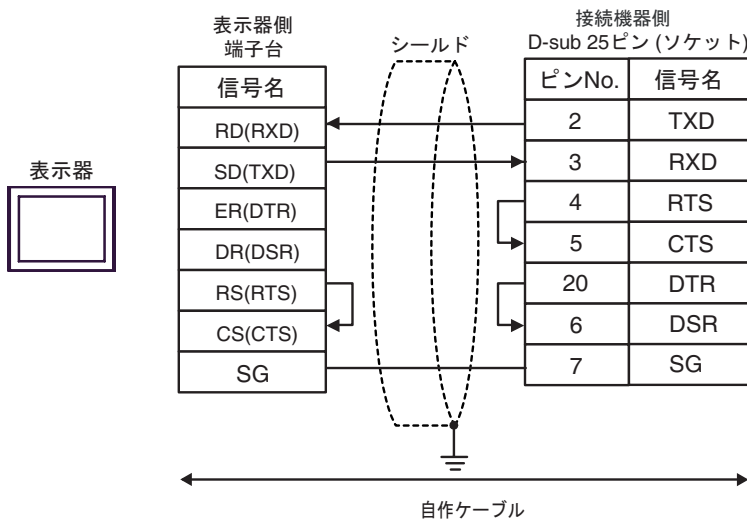 表示器側
端子台
接続機器側
D-sub 25ピン (ソケット)
シールド
表示器
信号名
RD(RXD)
SD(TXD)
ER(DTR)
DR(DSR)
RS(RTS)
CS(CTS)
SG
ピンNo. 信号名
2 TXD
3 RXD
4 RTS
5 CTS
20 DTR
6 DSR
7 SG
自作ケーブル